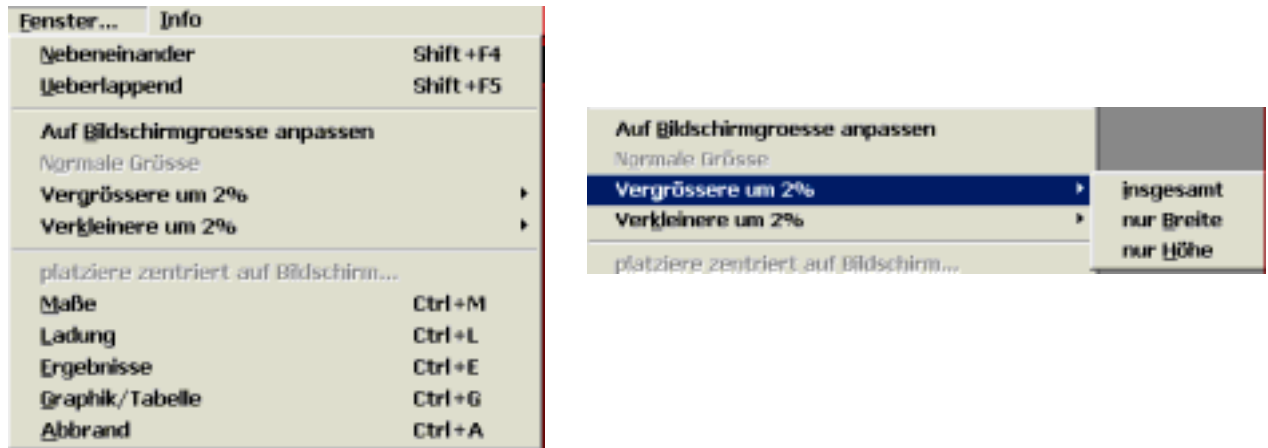 Fenster... Info
Nebeneinander Shift+F4
Ueberlappend Shift+F5
Auf Bildschirmgroesse anpassen
Normale Grösse
Vergrössere um 2%
Verkleinere um 2%
platziere zentriert auf Bildschirm...
Maße Ctrl+M
Ladung Ctrl+L
Ergebnisse Ctrl+E
Graphik/Tabelle Ctrl+G
Abbrand Ctrl+A
Auf Bildschirmgroesse anpassen
Normale Grösse
Vergrössere um 2% insgesamt
Verkleinere um 2% nur Breite
nur Höhe
platziere zentriert auf Bildschirm...